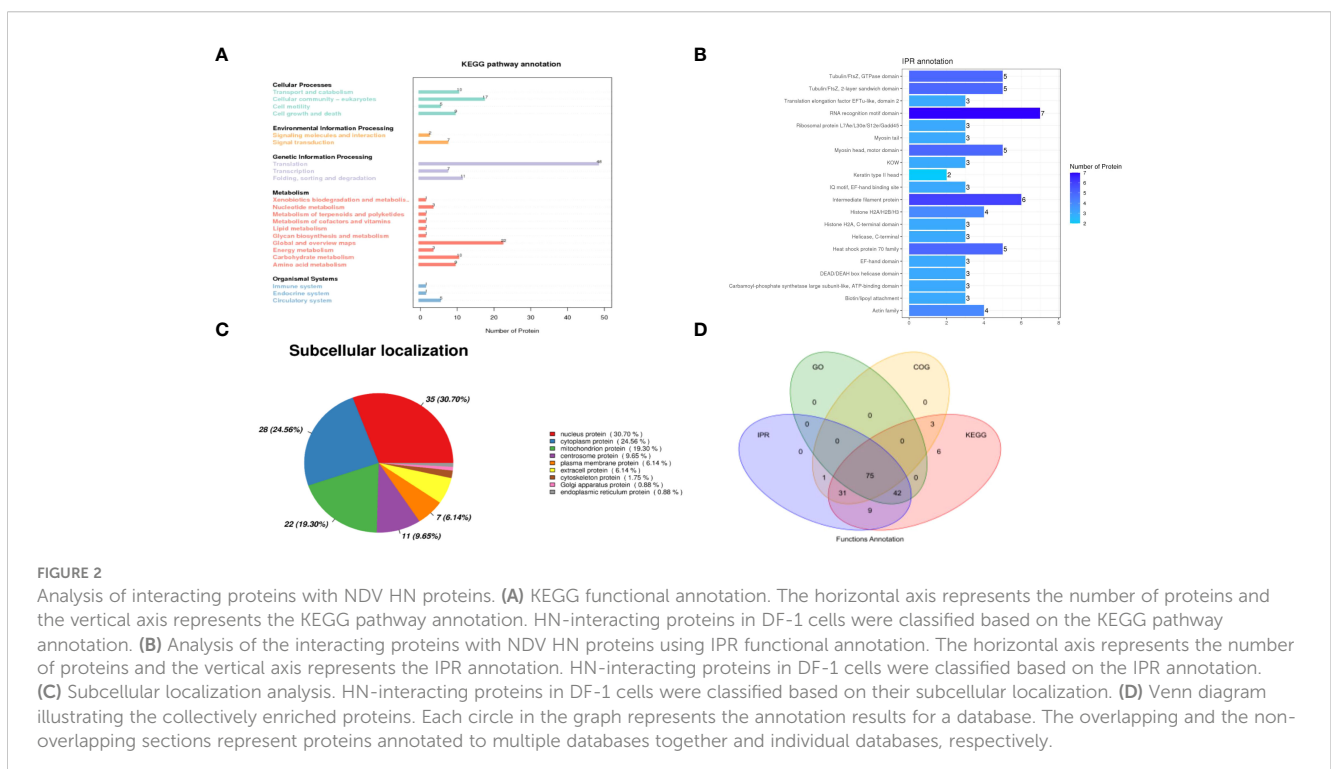 A
KEGG pathway annotation
Cellular Processes
Transport and catabolism
Cellular community - eukaryotes
Cell motility
Cell growth and death
Environmental Information Processing
Signaling molecules and interaction
Signal transduction
Genetic Information Processing
Translation
Transcription
Folding, sorting and degradation
Metabolism
Xenobiotics biodegradation and metabolis..
Nucleotide metabolism
Metabolism of terpenoids and polyketides
Metabolism of cofactors and vitamins
Lipid metabolism
Glycan biosynthesis and metabolism
Global and overview maps
Energy metabolism
Carbohydrate metabolism
Amino acid metabolism
Organismal Systems
Immune system
Endocrine system
Circulatory system
0 10 20 30 40 50
Number of Protein
B
IPR annotation
Tubulin/FtsZ, GTPase domain 5
Tubulin/FtsZ, 2-layer sandwich domain 5
Translation elongation factor EFTu-like, domain 2 3
RNA recognition motif domain 7
Ribosomal protein L7Ae/L30e/S12e/Gadd45 3
Myosin tail 3
Myosin head, motor domain 5
KOW 3
Keratin type II head 2
IQ motif, EF-hand binding site 3
Intermediate filament protein 6
Histone H2A/H2B/H3 4
Histone H2A, C-terminal domain 3
Helicase, C-terminal 3
Heat shock protein 70 family 5
EF-hand domain 3
DEAD/DEAH box helicase domain 3
Carbamoyl-phosphate synthetase large subunit-like, ATP-binding domain 3
Biotin/lipoyl attachment 3
Actin family 4
0 2 4 6 8
Number of Protein
7
6
5
4
3
2
C
Subcellular localization
35 (30.70%)
28 (24.56%)
22 (19.30%)
11 (9.65%)
7 (6.14%)
nucleus protein ( 30.70 % )
cytoplasm protein ( 24.56 % )
mitochondrion protein ( 19.30 % )
centrosome protein ( 9.65 % )
plasma membrane protein ( 6.14 % )
extracell protein ( 6.14 % )
cytoskeleton protein ( 1.75 % )
Golgi apparatus protein ( 0.88 % )
endoplasmic reticulum protein ( 0.88 % )
D
GO COG
0 0 0
IPR 0 0 0 3 KEGG
0 6
1 75 0
31 42
9
Functions Annotation
FIGURE 2
Analysis of interacting proteins with NDV HN proteins. (A) KEGG functional annotation. The horizontal axis represents the number of proteins and
the vertical axis represents the KEGG pathway annotation. HN-interacting proteins in DF-1 cells were classified based on the KEGG pathway
annotation. (B) Analysis of the interacting proteins with NDV HN proteins using IPR functional annotation. The horizontal axis represents the number
of proteins and the vertical axis represents the IPR annotation. HN-interacting proteins in DF-1 cells were classified based on the IPR annotation.
(C) Subcellular localization analysis. HN-interacting proteins in DF-1 cells were classified based on their subcellular localization. (D) Venn diagram
illustrating the collectively enriched proteins. Each circle in the graph represents the annotation results for a database. The overlapping and the non-
overlapping sections represent proteins annotated to multiple databases together and individual databases, respectively.